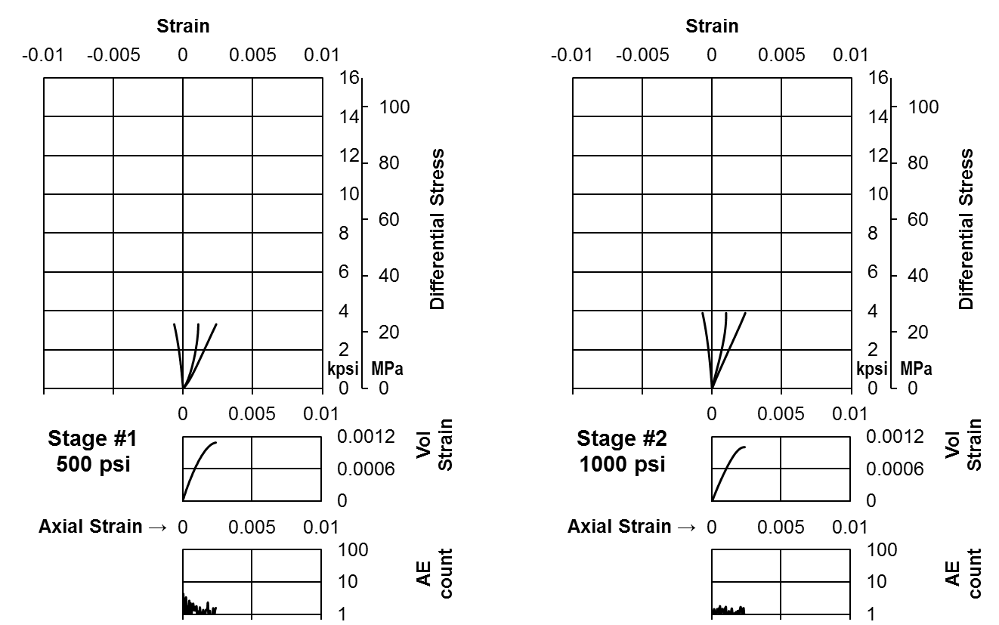 Strain
-0.01 -0.005 0 0.005 0.01
16
14
12
10
8
6
4
2
kpsi
0
100
80
60
40
20
MPa
0
Differential Stress
0 0.005 0.01
Stage #1
500 psi
0.0012
0.0006
0
Vol
Strain
Axial Strain → 0 0.005 0.01
100
10
1
AE
count
Strain
-0.01 -0.005 0 0.005 0.01
16
14
12
10
8
6
4
2
kpsi
0
100
80
60
40
20
MPa
0
Differential Stress
0 0.005 0.01
Stage #2
1000 psi
0.0012
0.0006
0
Vol
Strain
Axial Strain → 0 0.005 0.01
100
10
1
AE
count